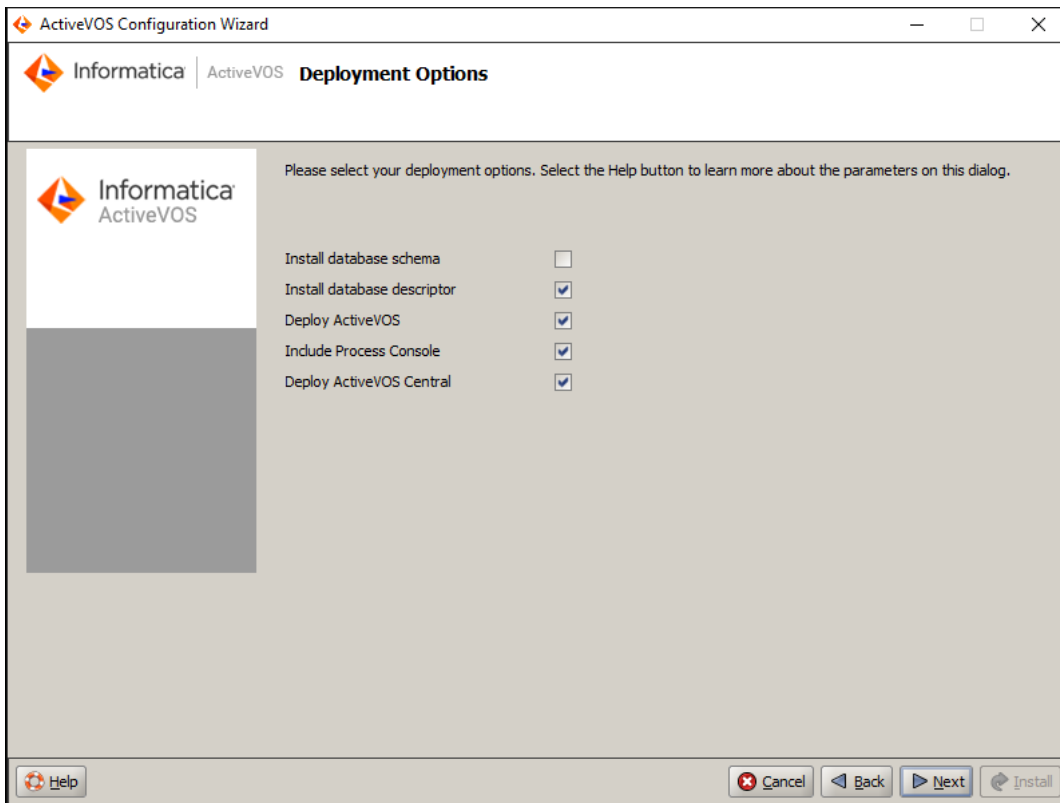 ActiveVOS Configuration Wizard
Informatica ActiveVOS Deployment Options
Informatica
ActiveVOS
Please select your deployment options. Select the Help button to learn more about the parameters on this dialog.
Install database schema
Install database descriptor
Deploy ActiveVOS
Include Process Console
Deploy ActiveVOS Central
Help Cancel Back Next Install